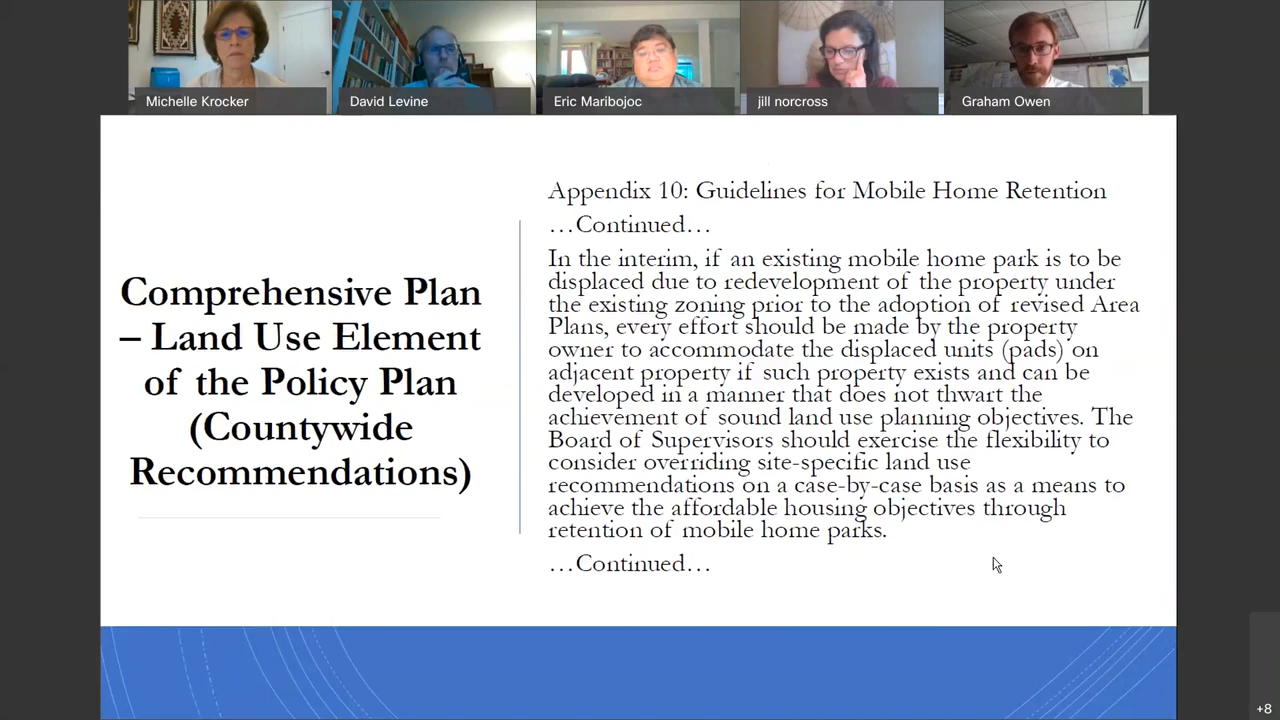 Michelle Krocker
David Levine
Eric Maribojoc
jill norcross
Graham Owen
Comprehensive Plan
– Land Use Element
of the Policy Plan
(Countywide
Recommendations)
Appendix 10: Guidelines for Mobile Home Retention
…Continued…
In the interim, if an existing mobile home park is to be
displaced due to redevelopment of the property under
the existing zoning prior to the adoption of revised Area
Plans, every effort should be made by the property
owner to accommodate the displaced units (pads) on
adjacent property if such property exists and can be
developed in a manner that does not thwart the
achievement of sound land use planning objectives. The
Board of Supervisors should exercise the flexibility to
consider overriding site-specific land use
recommendations on a case-by-case basis as a means to
achieve the affordable housing objectives through
retention of mobile home parks.
…Continued…
+8